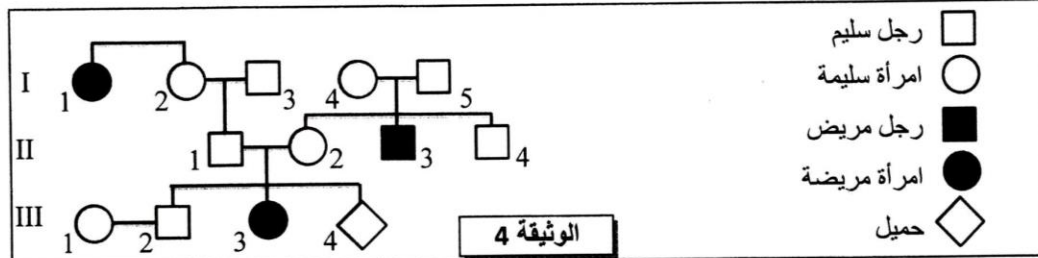 I 1 2 3 4 5
II 1 2 3 4
III 1 2 3 4
الوثيقة 4
رجل سليم
امرأة سليمة
رجل مريض
امرأة مريضة
حميل